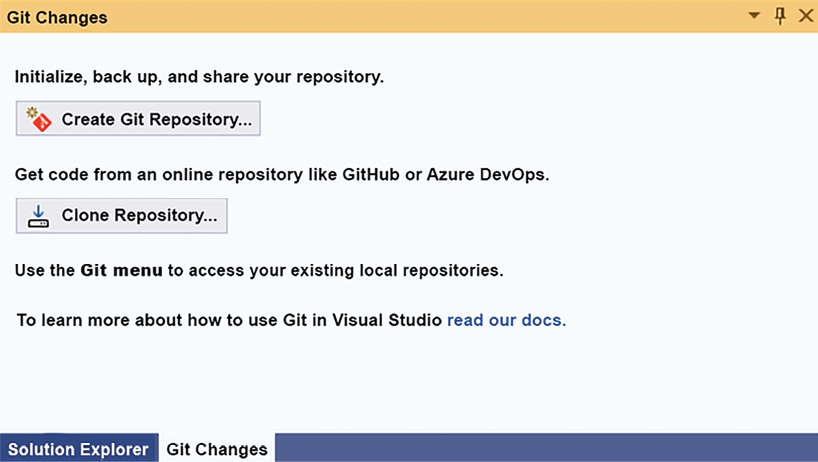 Git Changes
Initialize, back up, and share your repository.
Create Git Repository...
Get code from an online repository like GitHub or Azure DevOps.
Clone Repository...
Use the Git menu to access your existing local repositories.
To learn more about how to use Git in Visual Studio read our docs.
Solution Explorer Git Changes